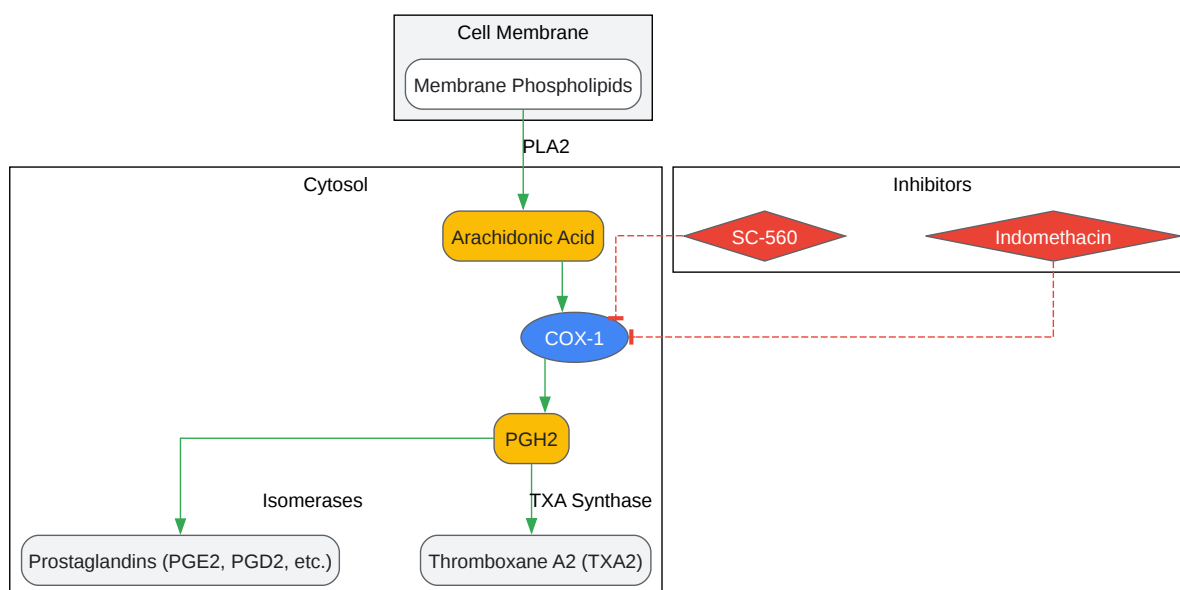 Cell Membrane
Membrane Phospholipids
PLA2
Cytosol
Inhibitors
Arachidonic Acid
SC-560
Indomethacin
COX-1
PGH2
Isomerases
TXA Synthase
Prostaglandins (PGE2, PGD2, etc.)
Thromboxane A2 (TXA2)